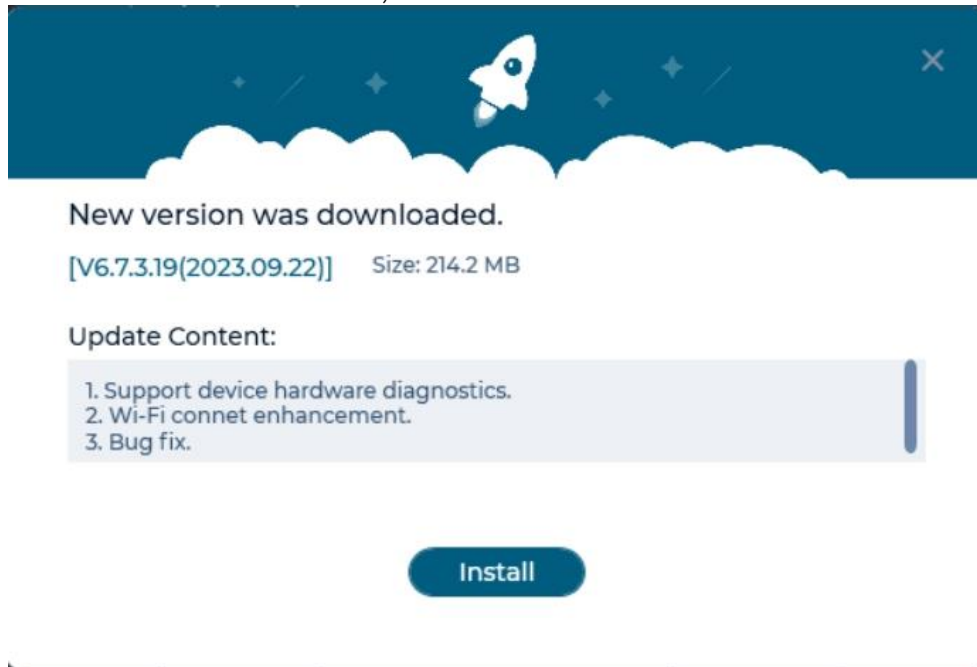 New version was downloaded.
[V6.7.3.19(2023.09.22)] Size: 214.2 MB
Update Content:
1. Support device hardware diagnostics.
2. Wi-Fi connet enhancement.
3. Bug fix.
Install